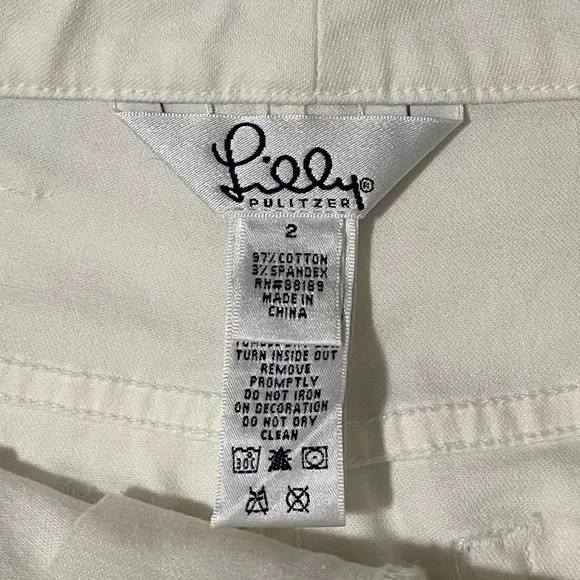 Lilly®
PULITZER
2
97% COTTON
3% SPANDEX
RN#88189
MADE IN
CHINA
TURN INSIDE OUT
REMOVE
PROMPTLY
DO NOT IRON
ON DECORATION
DO NOT DRY
CLEAN
30